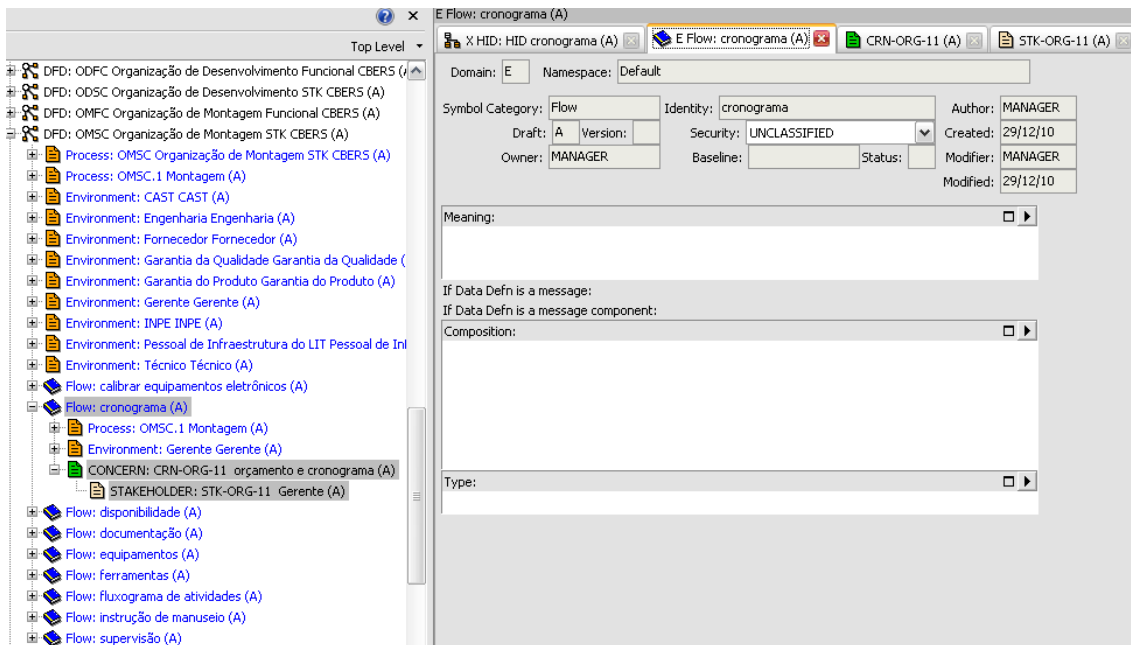 Top Level
DFD: ODFC Organização de Desenvolvimento Funcional CBERS (
DFD: ODSC Organização de Desenvolvimento STK CBERS (A)
DFD: OMFC Organização de Montagem Funcional CBERS (A)
DFD: OMSC Organização de Montagem STK CBERS (A)
Process: OMSC Organização de Montagem STK CBERS (A)
Process: OMSC.1 Montagem (A)
Environment: CAST CAST (A)
Environment: Engenharia Engenharia (A)
Environment: Fornecedor Fornecedor (A)
Environment: Garantia da Qualidade Garantia da Qualidade (
Environment: Garantia do Produto Garantia do Produto (A)
Environment: Gerente Gerente (A)
Environment: INPE INPE (A)
Environment: Pessoal de Infraestrutura do LIT Pessoal de
Environment: Técnico Técnico (A)
Flow: calibrar equipamentos eletrônicos (A)
Flow: cronograma (A)
Process: OMSC.1 Montagem (A)
Environment: Gerente Gerente (A)
CONCERN: CRN-ORG-11 orçamento e cronograma (A)
STAKEHOLDER: STK-ORG-11 Gerente (A)
Flow: disponibilidade (A)
Flow: documentação (A)
Flow: equipamentos (A)
Flow: ferramentas (A)
Flow: fluxograma de atividades (A)
Flow: instrução de manuseio (A)
Flow: supervisão (A)
E Flow: cronograma (A)
X HID: HID cronograma (A) E Flow: cronograma (A) CRN-ORG-11 (A) STK-ORG-11 (A)
Domain: E Namespace: Default
Symbol Category: Flow Identity: cronograma Author: MANAGER
Draft: A Version: Security: UNCLASSIFIED Created: 29/12/10
Owner: MANAGER Baseline: Status: Modifier: MANAGER
Modified: 29/12/10
Meaning:
If Data Defn is a message:
If Data Defn is a message component:
Composition:
Type: